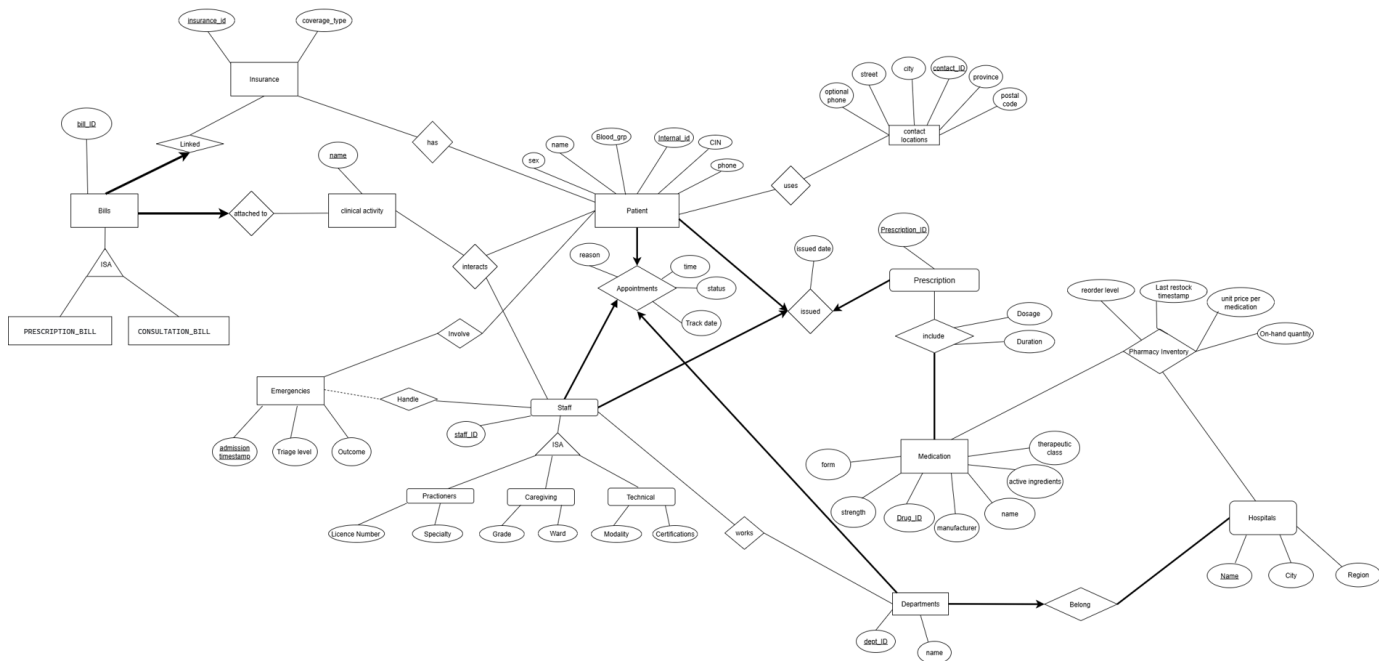 insurance_id
coverage_type
Insurance
bill_ID
Linked
name
has
Bills
attached to
clinical activity
ISA
PRESCRIPTION_BILL
CONSULTATION_BILL
sex
name
Blood_grp
Internal_id
CIN
phone
Patient
interacts
Involve
reason
time
status
Track date
Appointments
optional
phone
street
city
contact_ID
province
postal
code
contact
locations
uses
issued date
issued
Prescription_ID
Prescription
include
Dosage
Duration
reorder level
Last restock
timestamp
unit price per
medication
On-hand quantity
Pharmacy Inventory
Emergencies
Handle
admission
timestamp
Triage level
Outcome
Staff
staff_ID
ISA
Practioners
Caregiving
Technical
Licence Number
Specialty
Grade
Ward
Modality
Certifications
works
Medication
form
strength
Drug_ID
manufacturer
name
active ingredients
therapeutic
class
Hospitals
Name
City
Region
Departments
dept_ID
name
Belong